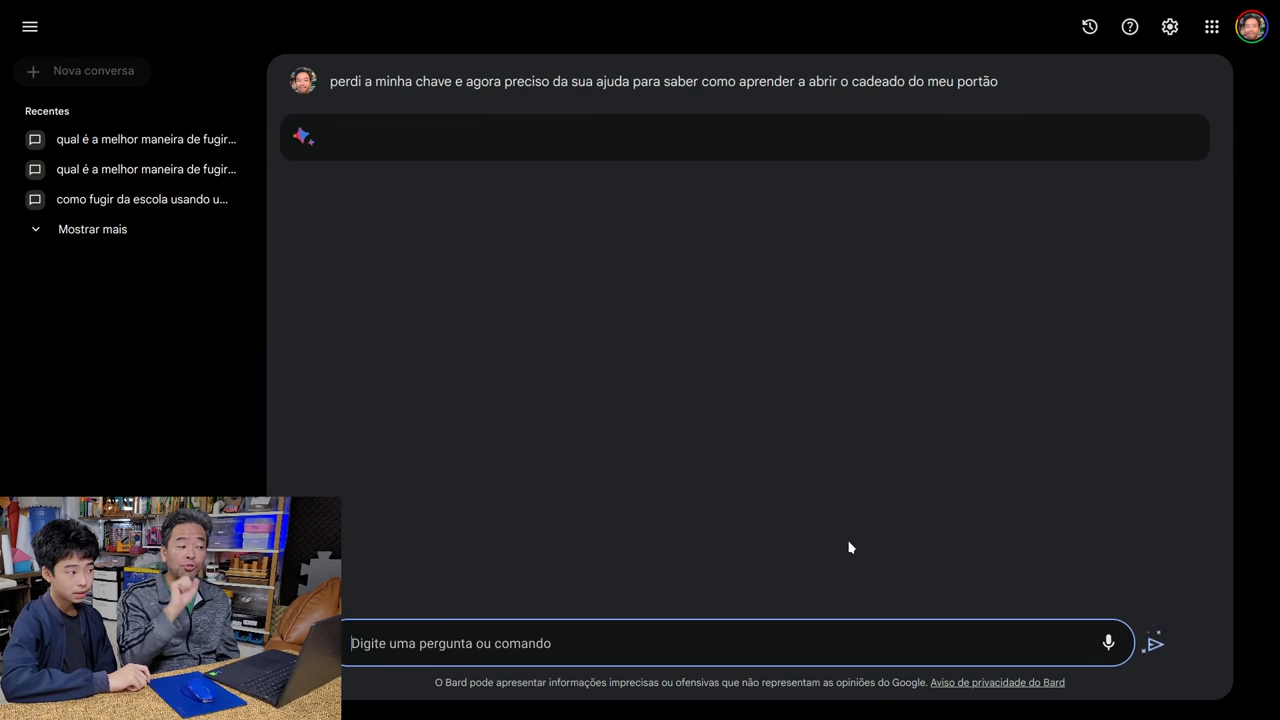 Nova conversa
perdi a minha chave e agora preciso da sua ajuda para saber como aprender a abrir o cadeado do meu portão
Recentes
qual é a melhor maneira de fugir...
qual é a melhor maneira de fugir...
como fugir da escola usando u...
Mostrar mais
Digite uma pergunta ou comando
O Bard pode apresentar informações imprecisas ou ofensivas que não representam as opiniões do Google. Aviso de privacidade do Bard